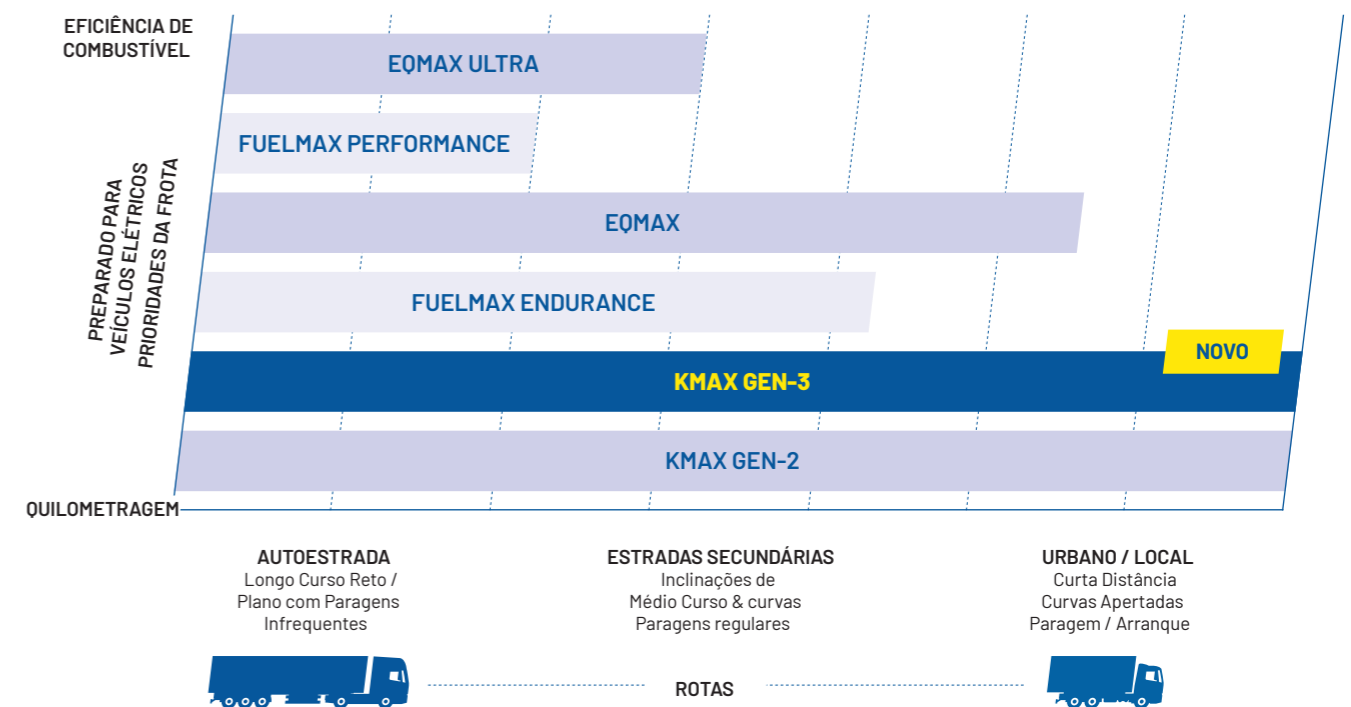 EFICIÊNCIA DE
COMBUSTÍVEL
EQMAX ULTRA
FUELMAX PERFORMANCE
PREPARADO PARA
VEÍCULOS ELÉTRICOS
PRIORIDADES DA FROTA
EQMAX
FUELMAX ENDURANCE
NOVO
KMAX GEN-3
KMAX GEN-2
QUILOMETRAGEM
AUTOESTRADA
Longo Curso Reto /
Plano com Paragens
Infrequentes
ESTRADAS SECUNDÁRIAS
Inclinações de
Médio Curso & curvas
Paragens regulares
URBANO / LOCAL
Curta Distância
Curvas Apertadas
Paragem / Arranque
ROTAS